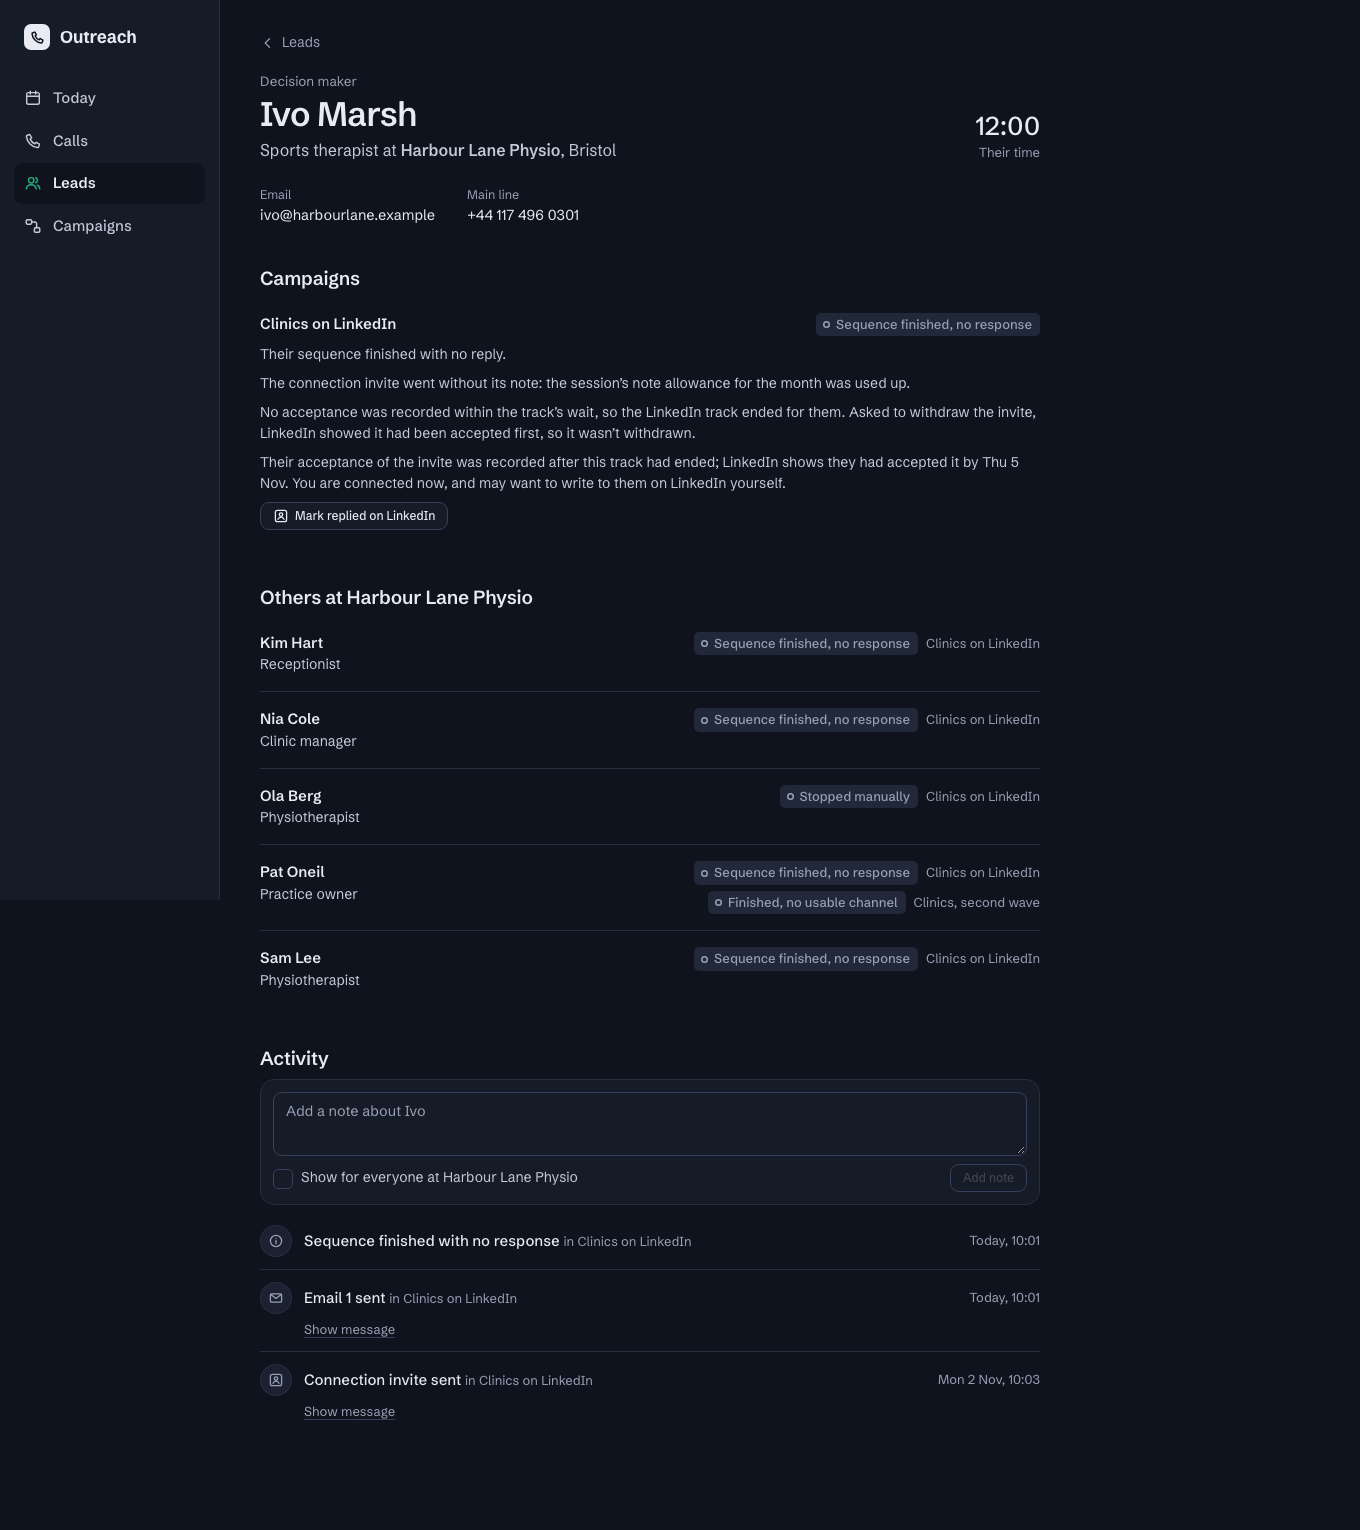 Outreach
Today
Calls
Leads
Campaigns
Leads
Decision maker
Ivo Marsh
Sports therapist at Harbour Lane Physio, Bristol
12:00
Their time
Email
ivo@harbourlane.example
Main line
+44 117 496 0301
Campaigns
Clinics on LinkedIn
Sequence finished, no response
Their sequence finished with no reply.
The connection invite went without its note: the session’s note allowance for the month was used up.
No acceptance was recorded within the track’s wait, so the LinkedIn track ended for them. Asked to withdraw the invite,
LinkedIn showed it had been accepted first, so it wasn’t withdrawn.
Their acceptance of the invite was recorded after this track had ended; LinkedIn shows they had accepted it by Thu 5
Nov. You are connected now, and may want to write to them on LinkedIn yourself.
Mark replied on LinkedIn
Others at Harbour Lane Physio
Kim Hart
Sequence finished, no response Clinics on LinkedIn
Receptionist
Nia Cole
Sequence finished, no response Clinics on LinkedIn
Clinic manager
Ola Berg
Stopped manually Clinics on LinkedIn
Physiotherapist
Pat Oneil
Sequence finished, no response Clinics on LinkedIn
Practice owner
Finished, no usable channel Clinics, second wave
Sam Lee
Sequence finished, no response Clinics on LinkedIn
Physiotherapist
Activity
Add a note about Ivo
Show for everyone at Harbour Lane Physio
Add note
Sequence finished with no response in Clinics on LinkedIn
Today, 10:01
Email 1 sent in Clinics on LinkedIn
Today, 10:01
Show message
Connection invite sent in Clinics on LinkedIn
Mon 2 Nov, 10:03
Show message